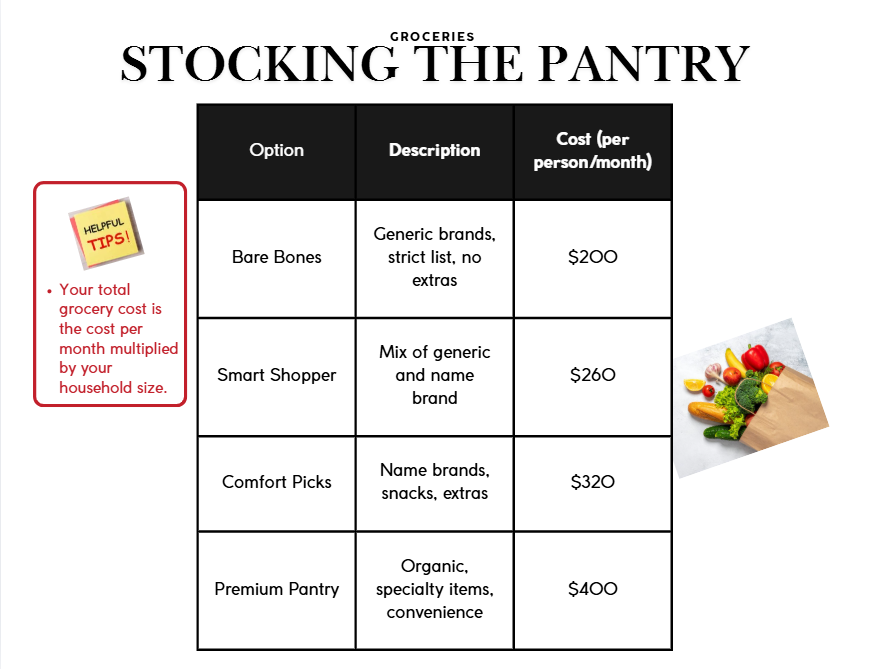 GROCERIES
STOCKING THE PANTRY
Option
Description
Cost (per
person/month)
HELPFUL
TIPS!
• Your total
grocery cost is
the cost per
month multiplied
by your
household size.
Bare Bones
Generic brands,
strict list, no
extras
$200
Smart Shopper
Mix of generic
and name
brand
$260
Comfort Picks
Name brands,
snacks, extras
$320
Premium Pantry
Organic,
specialty items,
convenience
$400